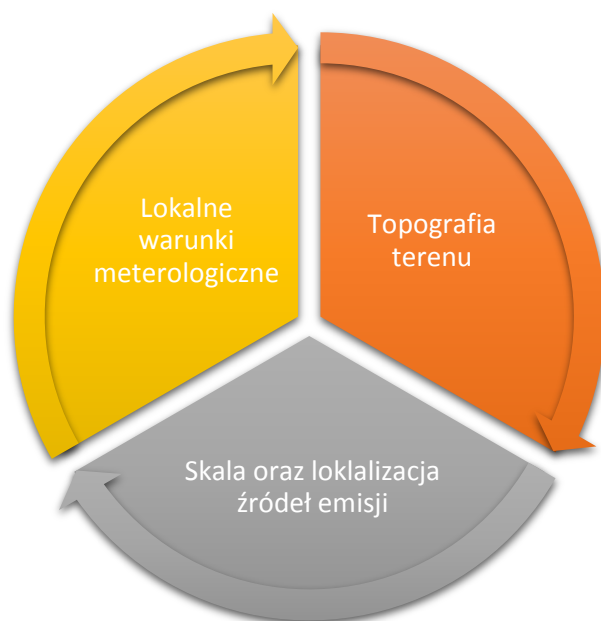 Lokalne
warunki
meterologiczne
Topografia
terenu
Skala oraz loklalizacja
źródeł emisji